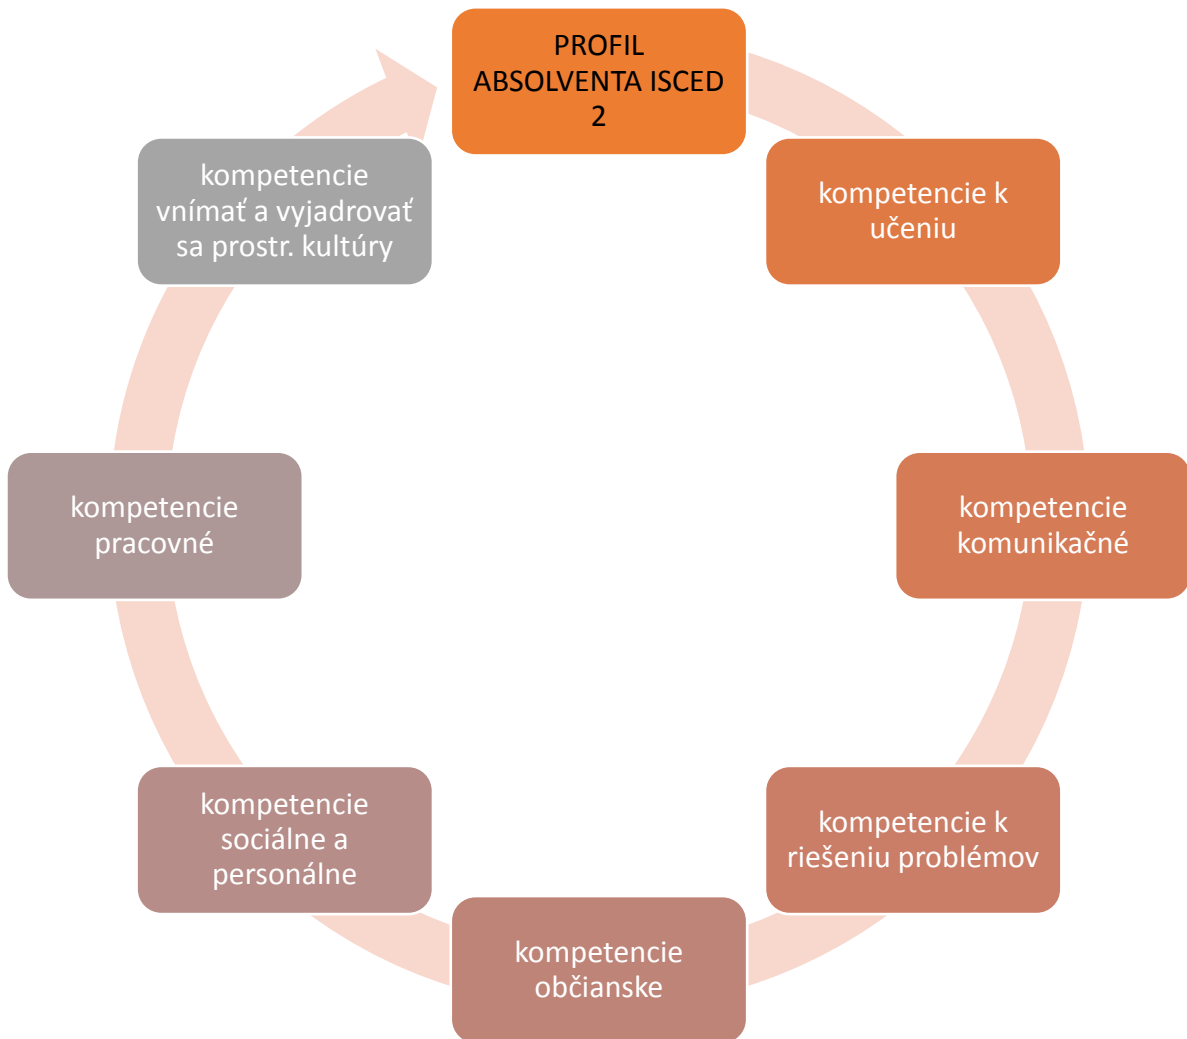 PROFIL
ABSOLVENTA ISCED
2
kompetencie k
učeniu
kompetencie
komunikačné
kompetencie k
riešeniu problémov
kompetencie
občianske
kompetencie
sociálne a
personálne
kompetencie
pracovné
kompetencie
vnímať a vyjadrovať
sa prostr. kultúry